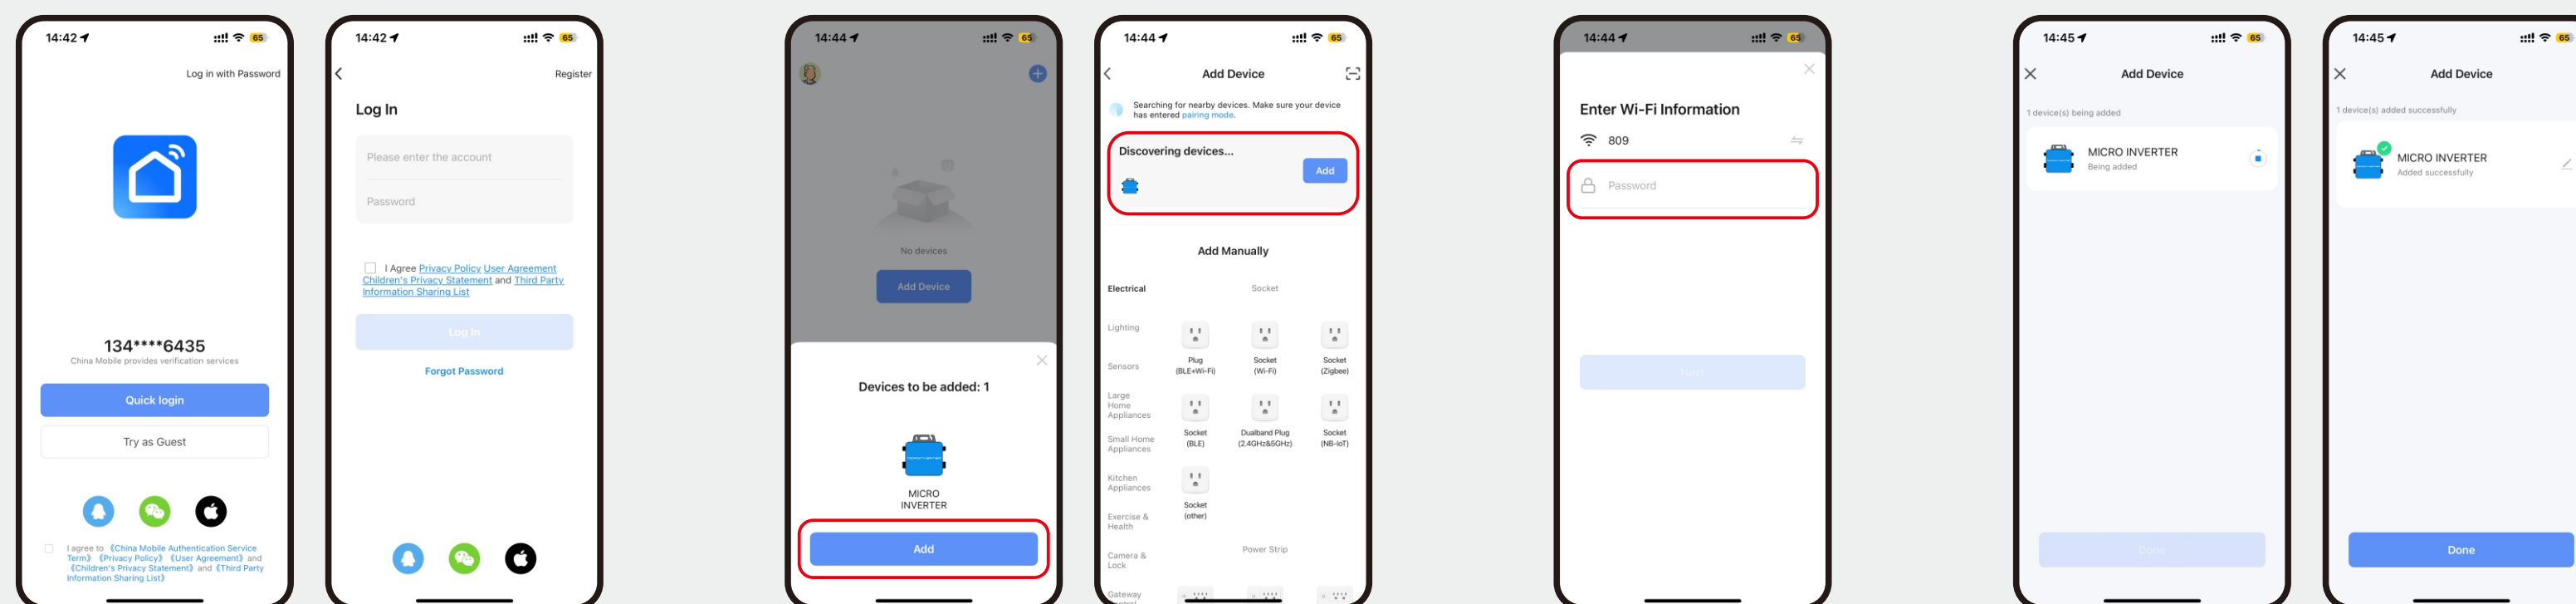 14:42
65
Log in with Password
134****6435
China Mobile provides verification services
Quick login
Try as Guest
I agree to 《China Mobile Authentication Service
Term》 《Privacy Policy》 《User Agreement》 and
《Children's Privacy Statement》 and 《Third Party
Information Sharing List》
14:42
65
Register
Log In
Please enter the account
Password
I Agree Privacy Policy User Agreement
Children's Privacy Statement and Third Party
Information Sharing List
Log In
Forgot Password
14:44
65
No devices
Add Device
Devices to be added: 1
MICRO
INVERTER
Add
14:44
65
Add Device
Searching for nearby devices. Make sure your device
has entered pairing mode.
Discovering devices...
Add
Add Manually
Electrical
Lighting
Sensors
Large
Home
Appliances
Small Home
Appliances
Kitchen
Appliances
Exercise &
Health
Camera &
Lock
Gateway
Socket
Plug
(BLE+Wi-Fi)
Socket
(Wi-Fi)
Socket
(Zigbee)
Socket
(BLE)
Dualband Plug
(2.4GHz&5GHz)
Socket
(NB-IoT)
Socket
(other)
Power Strip
14:44
65
Enter Wi-Fi Information
809
Password
Next
14:45
65
Add Device
1 device(s) being added
MICRO INVERTER
Being added
Done
14:45
65
Add Device
1 device(s) added successfully
MICRO INVERTER
Added successfully
Done